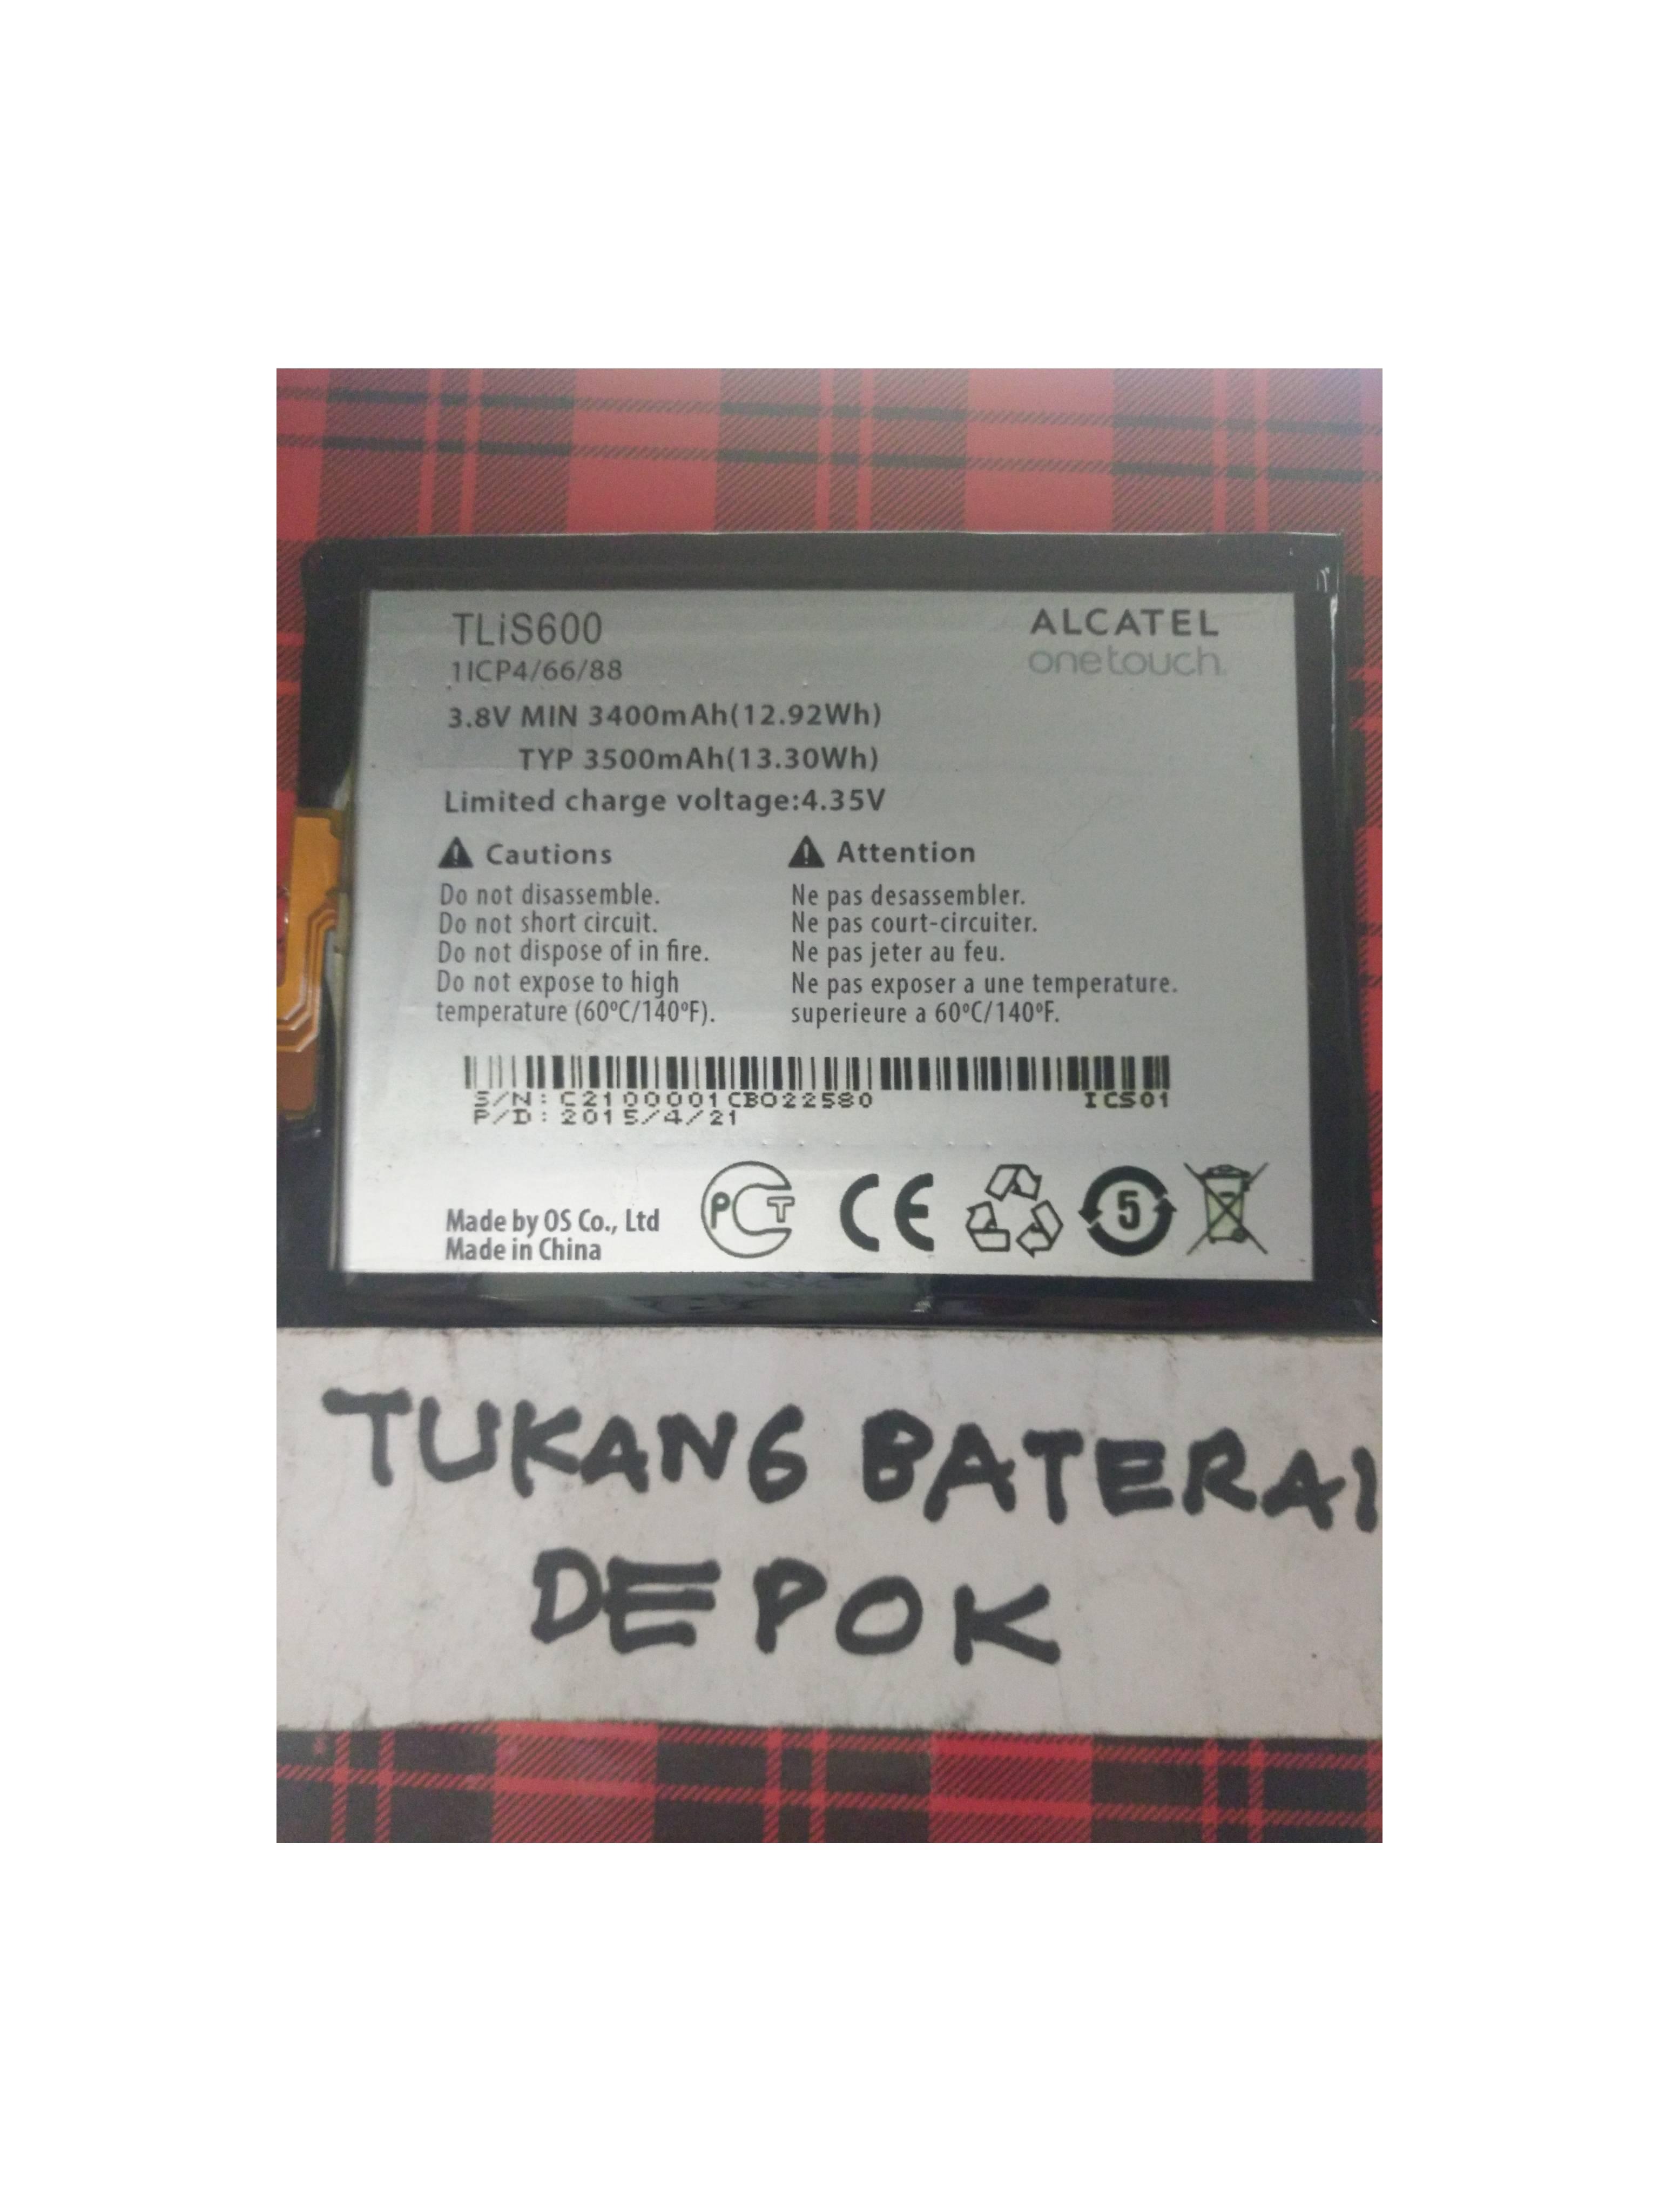 TLiS600
ALCATEL
1ICP4/66/88
onetouch.
3.8V MIN 3400mAh(12.92Wh)
TYP 3500mAh(13.30Wh)
Limited charge voltage:4.35V
Cautions
Do not disassemble.
Do not short circuit.
Do not dispose of in fire.
Do not expose to high
temperature (60ºC/140ºF).
Attention
Ne pas desassembler.
Ne pas court-circuiter.
Ne pas jeter au feu.
Ne pas exposer a une temperature.
superieure a 60ºC/140ºF.
S/N: C2100001CB022580 ICS01
P/D: 2015/4/21
Made by OS Co., Ltd
Made in China
PCT
CE
5
TUKANG BATERAI
DEPOK